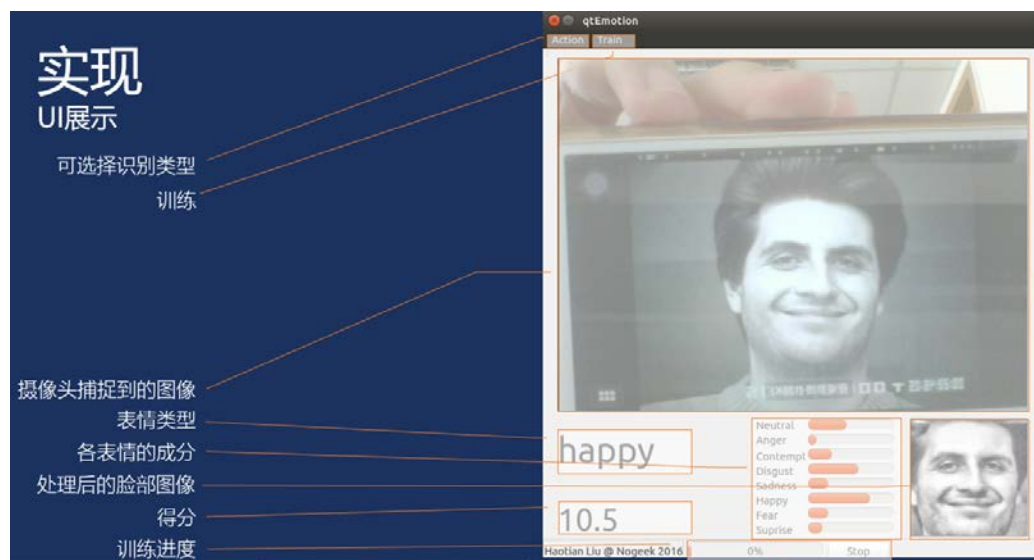 实现
UI展示
可选择识别类型
训练
摄像头捕捉到的图像
表情类型
各表情的成分
处理后的脸部图像
得分
训练进度
qtEmotion
Action Train
happy
10.5
Neutral
Anger
Contempt
Disgust
Sadness
Happy
Fear
Suprise
Haotian Liu @ Nogeek 2016
0%
Stop